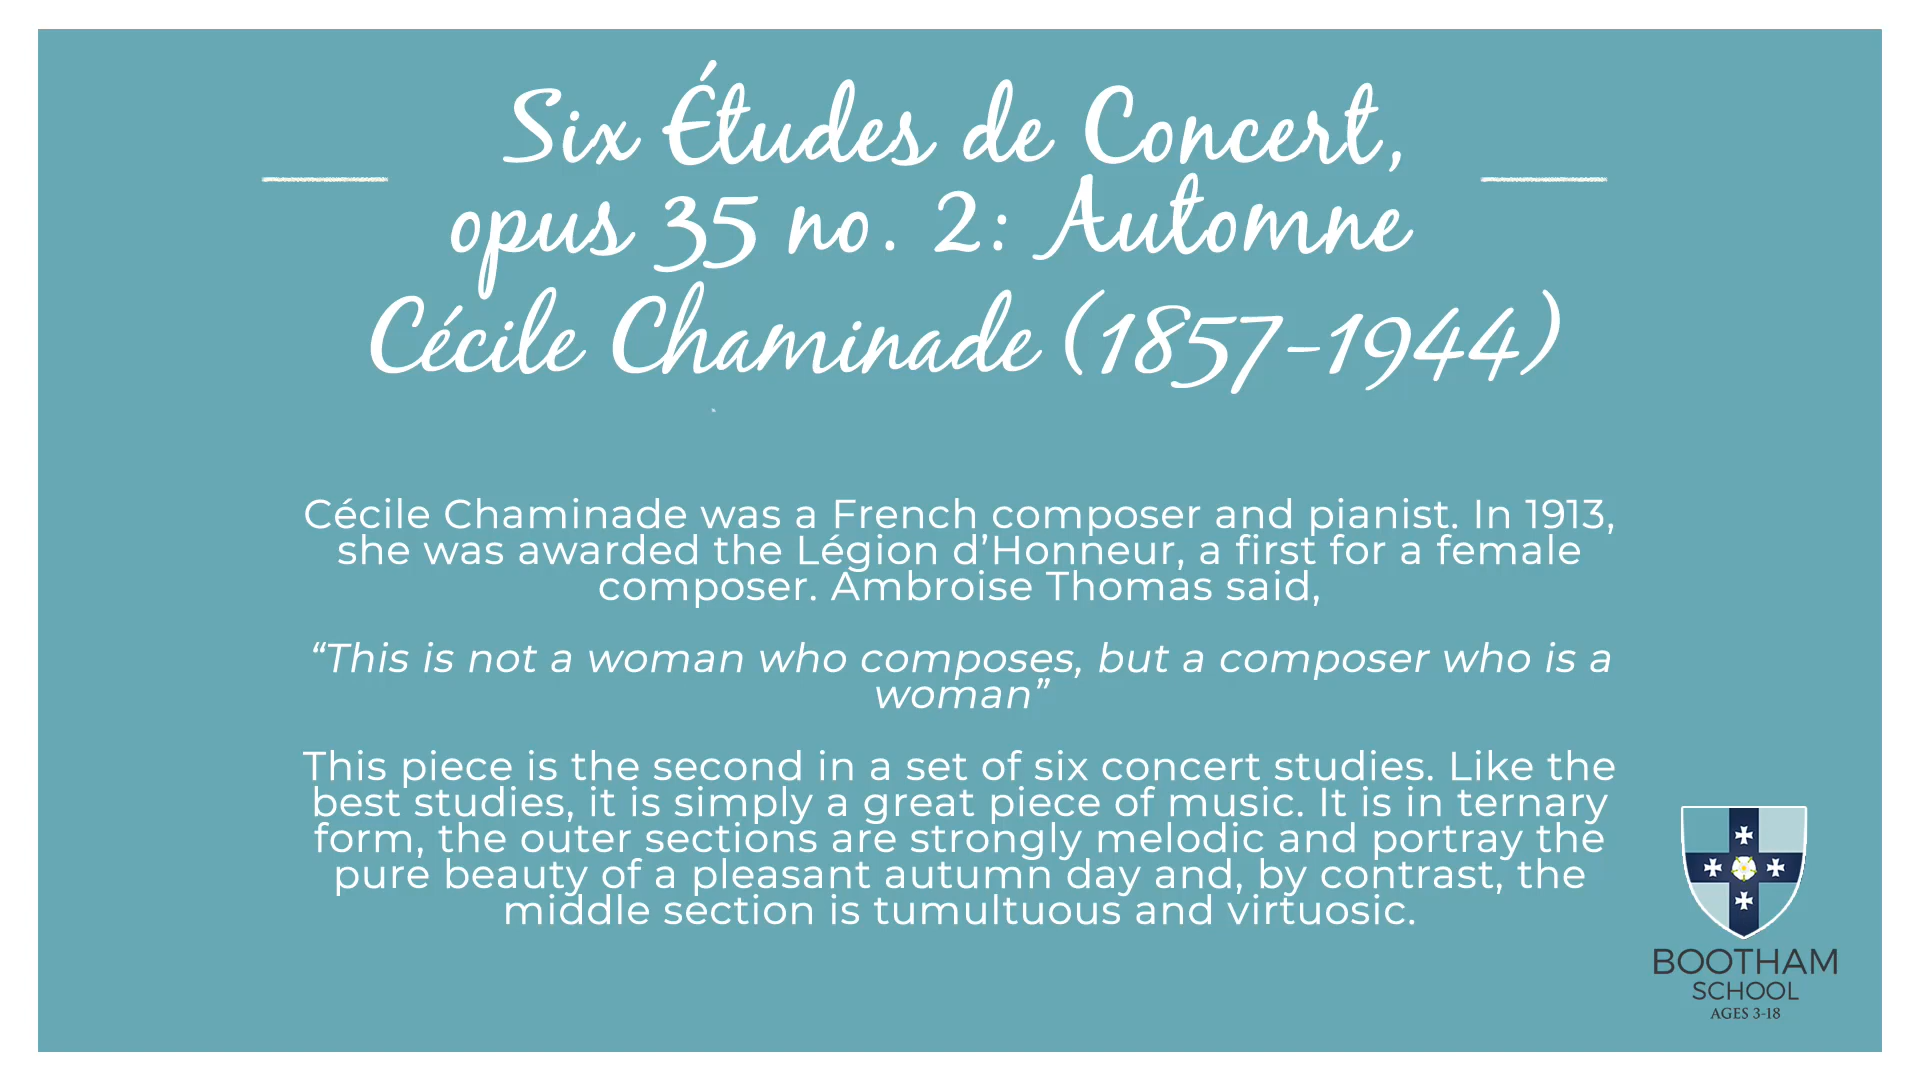 Six Études de Concert,
opus 35 no. 2: Automne
Cécile Chaminade (1857-1944)
Cécile Chaminade was a French composer and pianist. In 1913,
she was awarded the Légion d’Honneur, a first for a female
composer. Ambroise Thomas said,
“This is not a woman who composes, but a composer who is a
woman”
This piece is the second in a set of six concert studies. Like the
best studies, it is simply a great piece of music. It is in ternary
form, the outer sections are strongly melodic and portray the
pure beauty of a pleasant autumn day and, by contrast, the
middle section is tumultuous and virtuosic.
BOOTHAM
SCHOOL
AGES 3-18